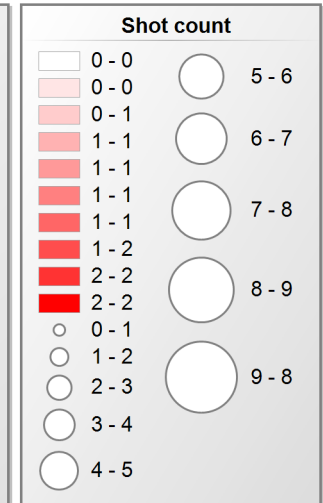 Shot count
0 - 0
0 - 0
0 - 1
1 - 1
1 - 1
1 - 1
1 - 1
1 - 2
2 - 2
2 - 2
0 - 1
1 - 2
2 - 3
3 - 4
4 - 5
5 - 6
6 - 7
7 - 8
8 - 9
9 - 8